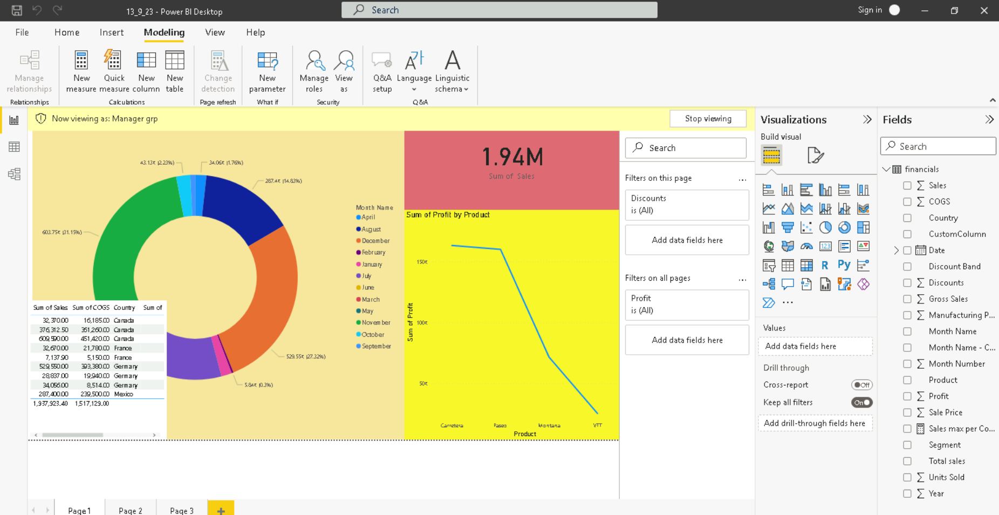 13_9_23 - Power BI Desktop
Search
Sign in
File Home Insert Modeling View Help
Manage relationships
New measure
Quick measure
New column
New table
Change detection
New parameter
Manage roles
View as
Q&A setup
Language
Linguistic schema
Relationships Calculations Page refresh What if Security Q&A
Now viewing as: Manager grp
Stop viewing
43.13K (2.23%)
34.06K (1.76%)
287.4K (14.83%)
603.75K (31.15%)
529.55K (27.32%)
5.84K (0.3%)
Month Name
April
August
December
February
January
July
June
March
May
November
October
September
Sum of Sales Sum of COGS Country Sum of
32,370.00 16,185.00 Canada
376,312.50 361,260.00 Canada
609,590.00 451,420.00 Canada
32,670.00 21,780.00 France
7,137.90 5,150.00 France
529,550.00 393,380.00 Germany
28,837.00 19,940.00 Germany
34,056.00 8,514.00 Germany
287,400.00 239,500.00 Mexico
1,937,923.40 1,517,129.00
1.94M
Sum of Sales
Sum of Profit by Product
Sum of Profit
150K
100K
50K
Carretera Paseo Montana VTT
Product
Search
Filters on this page
Discounts
is (All)
Add data fields here
Filters on all pages
Profit
is (All)
Add data fields here
Visualizations
Build visual
123
R
Py
Values
Add data fields here
Drill through
Cross-report Off
Keep all filters On
Add drill-through fields here
Fields
Search
financials
Sales
COGS
Country
CustomColumn
Date
Discount Band
Discounts
Gross Sales
Manufacturing P...
Month Name
Month Name - C...
Month Number
Product
Profit
Sale Price
Sales max per Co...
Segment
Total sales
Units Sold
Year
Page 1 Page 2 Page 3